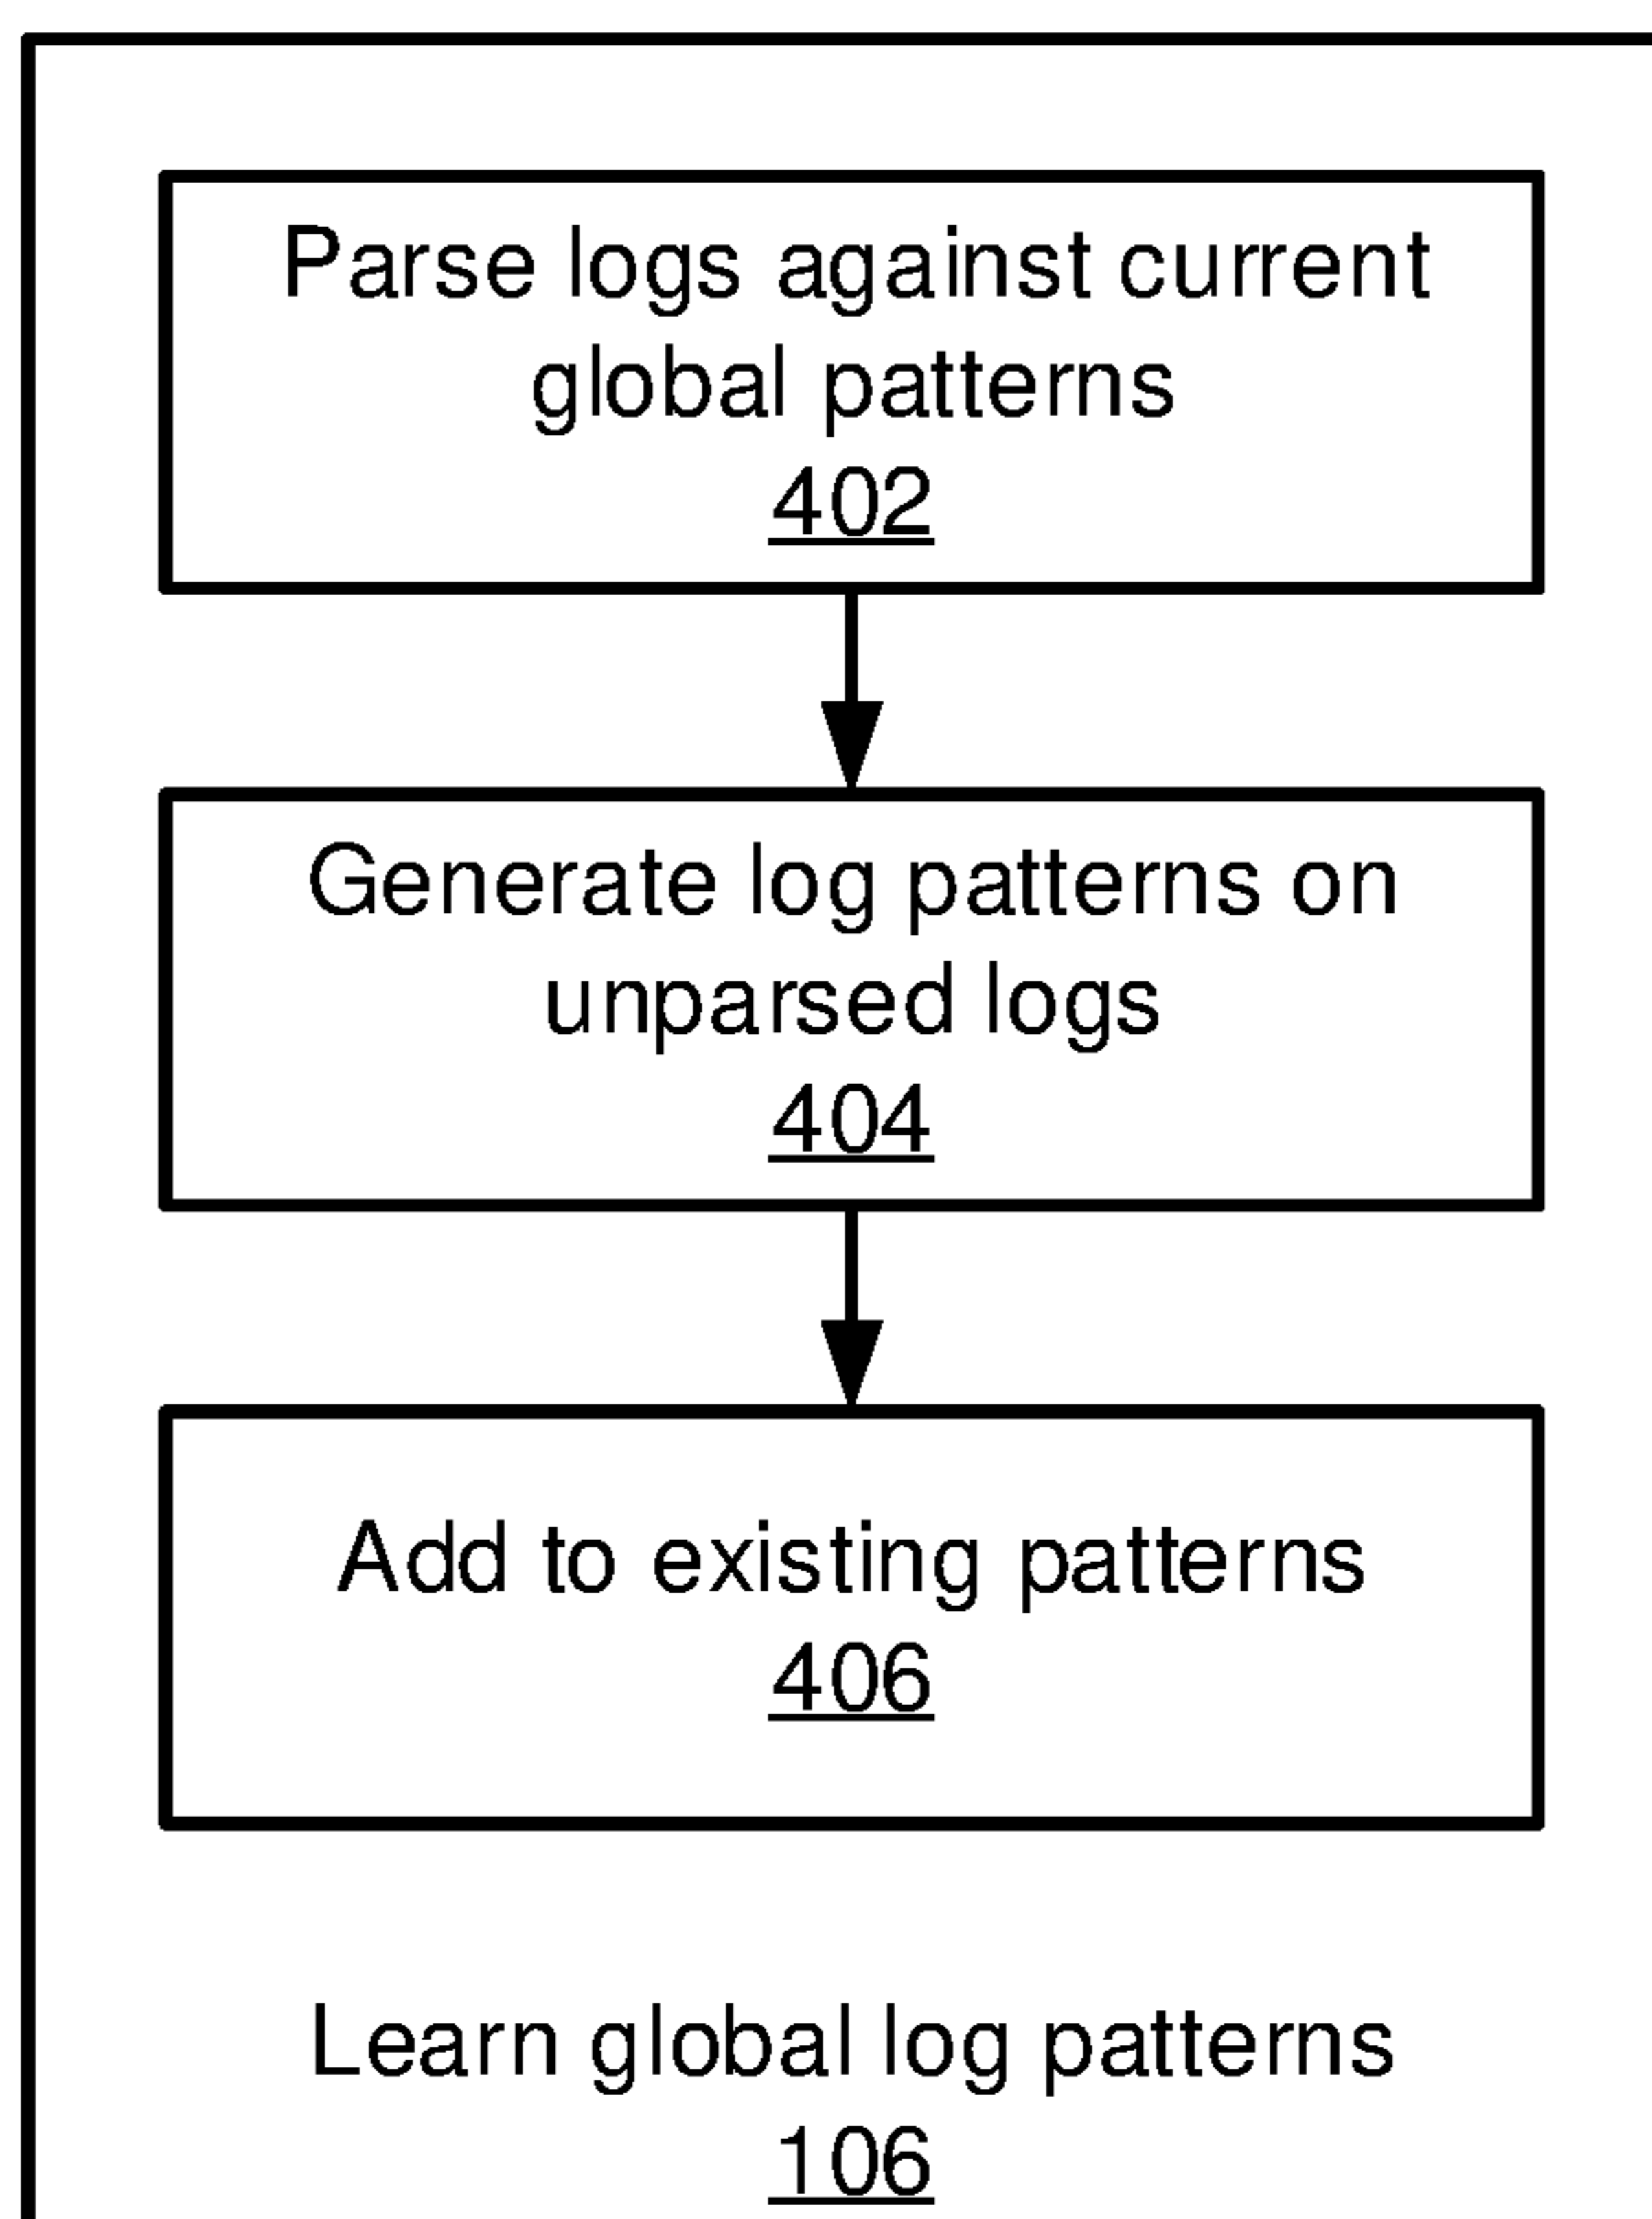 Parse logs against current
global patterns
402
Generate log patterns on
unparsed logs
404
Add to existing patterns
406
Learn global log patterns
106